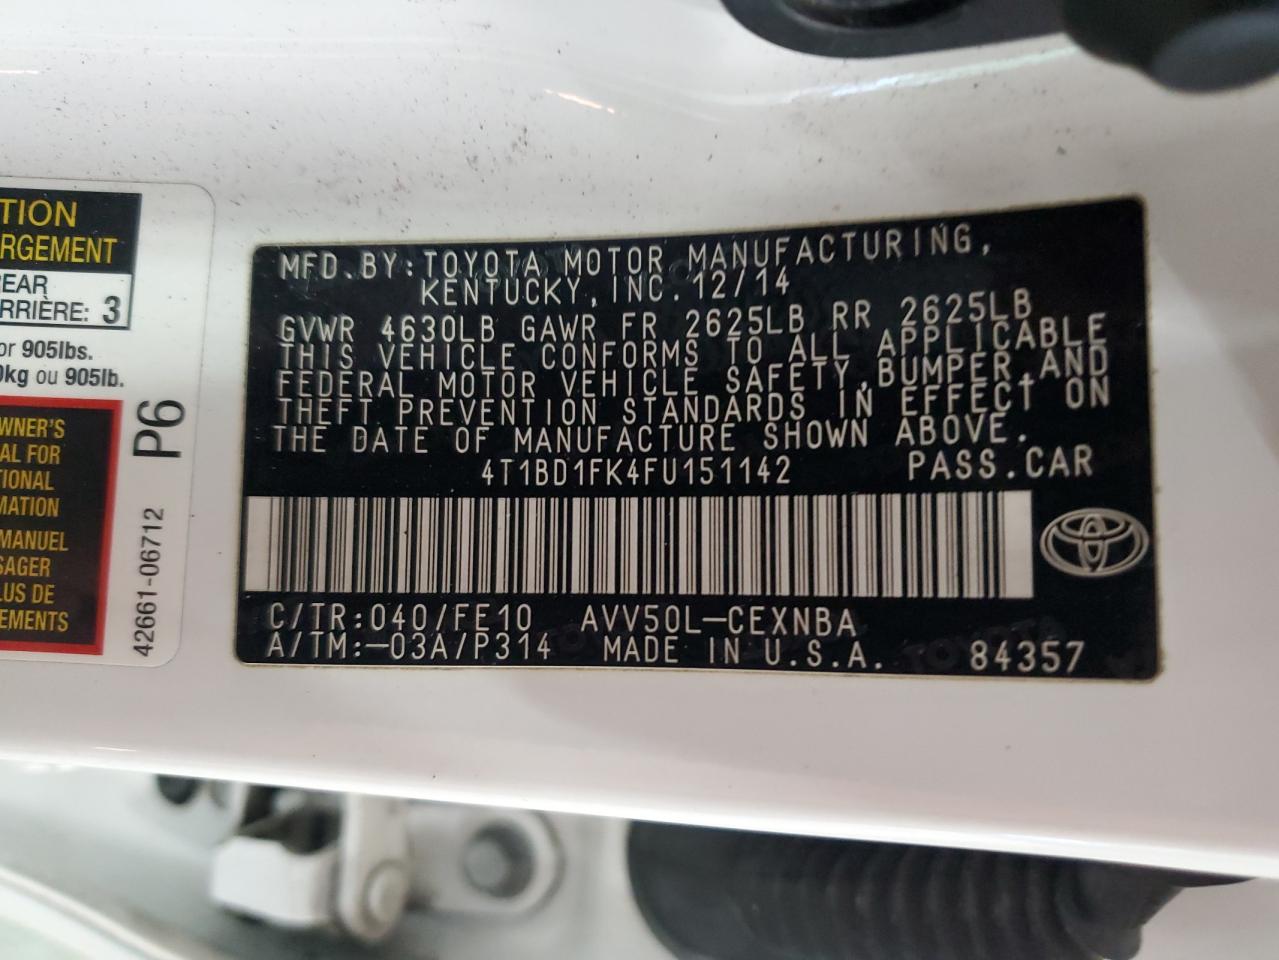 TION
RGEMENT
REAR
RRIÈRE: 3
or 905lbs.
0kg ou 905lb.
WNER'S
AL FOR
TIONAL
MATION
MANUEL
SAGER
LUS DE
EMENTS
P6
42661-06712
MFD.BY:TOYOTA MOTOR MANUFACTURING,
KENTUCKY,INC.12/14
GVWR 4630LB GAWR FR 2625LB RR 2625LB
THIS VEHICLE CONFORMS TO ALL APPLICABLE
FEDERAL MOTOR VEHICLE SAFETY,BUMPER,AND
THEFT PREVENTION STANDARDS IN EFFECT ON
THE DATE OF MANUFACTURE SHOWN ABOVE.
4T1BD1FK4FU151142 PASS.CAR
C/TR:040/FE10 AVV50L-CEXNBA
A/TM:-03A/P314 MADE IN U.S.A. 84357